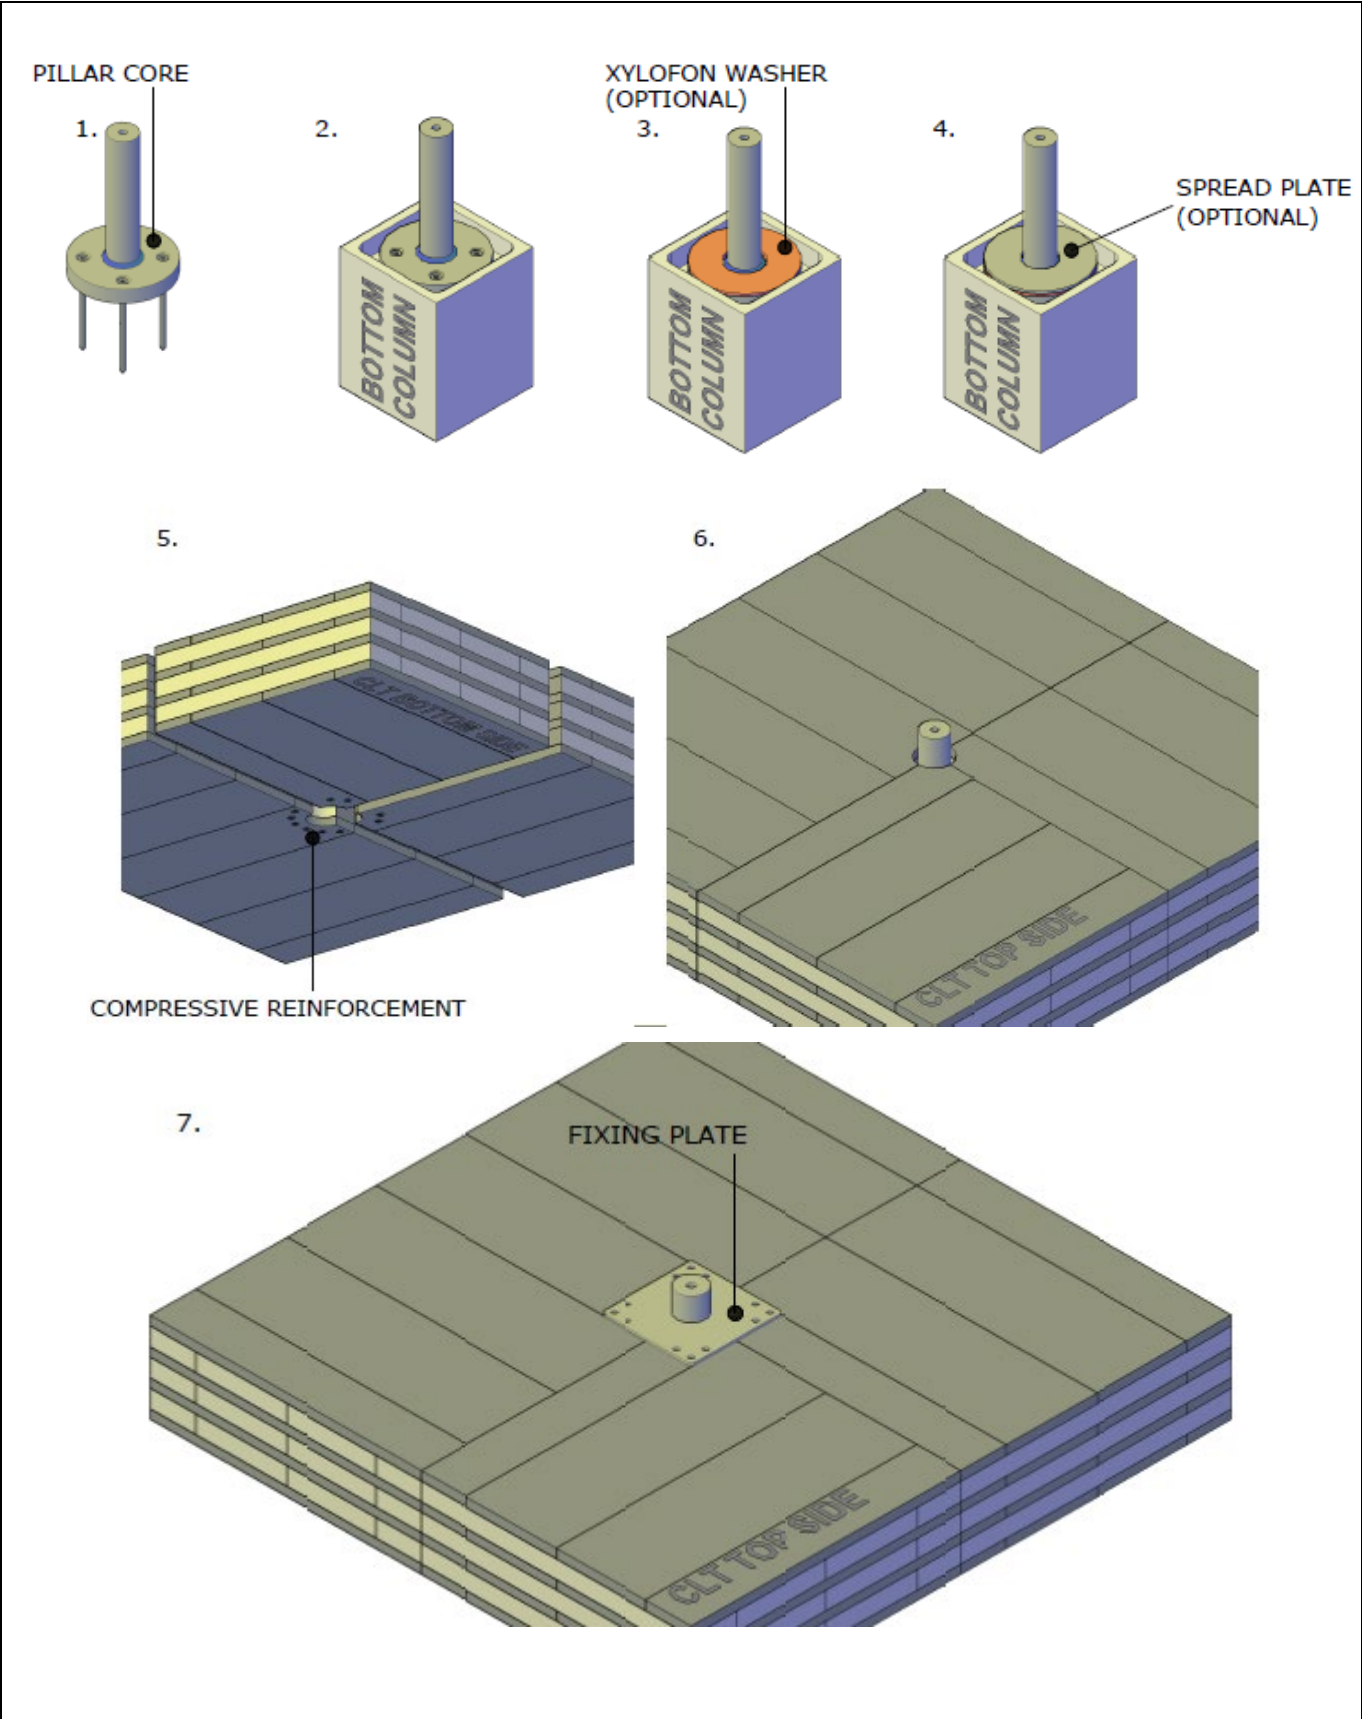 PILLAR CORE
XYLOFON WASHER
(OPTIONAL)
1.
2.
3.
4.
SPREAD PLATE
(OPTIONAL)
BOTTOM
COLUMN
BOTTOM
COLUMN
BOTTOM
COLUMN
5.
6.
CLT BOTTOM SIDE
CLT TOP SIDE
COMPRESSIVE REINFORCEMENT
7.
FIXING PLATE
CLT TOP SIDE